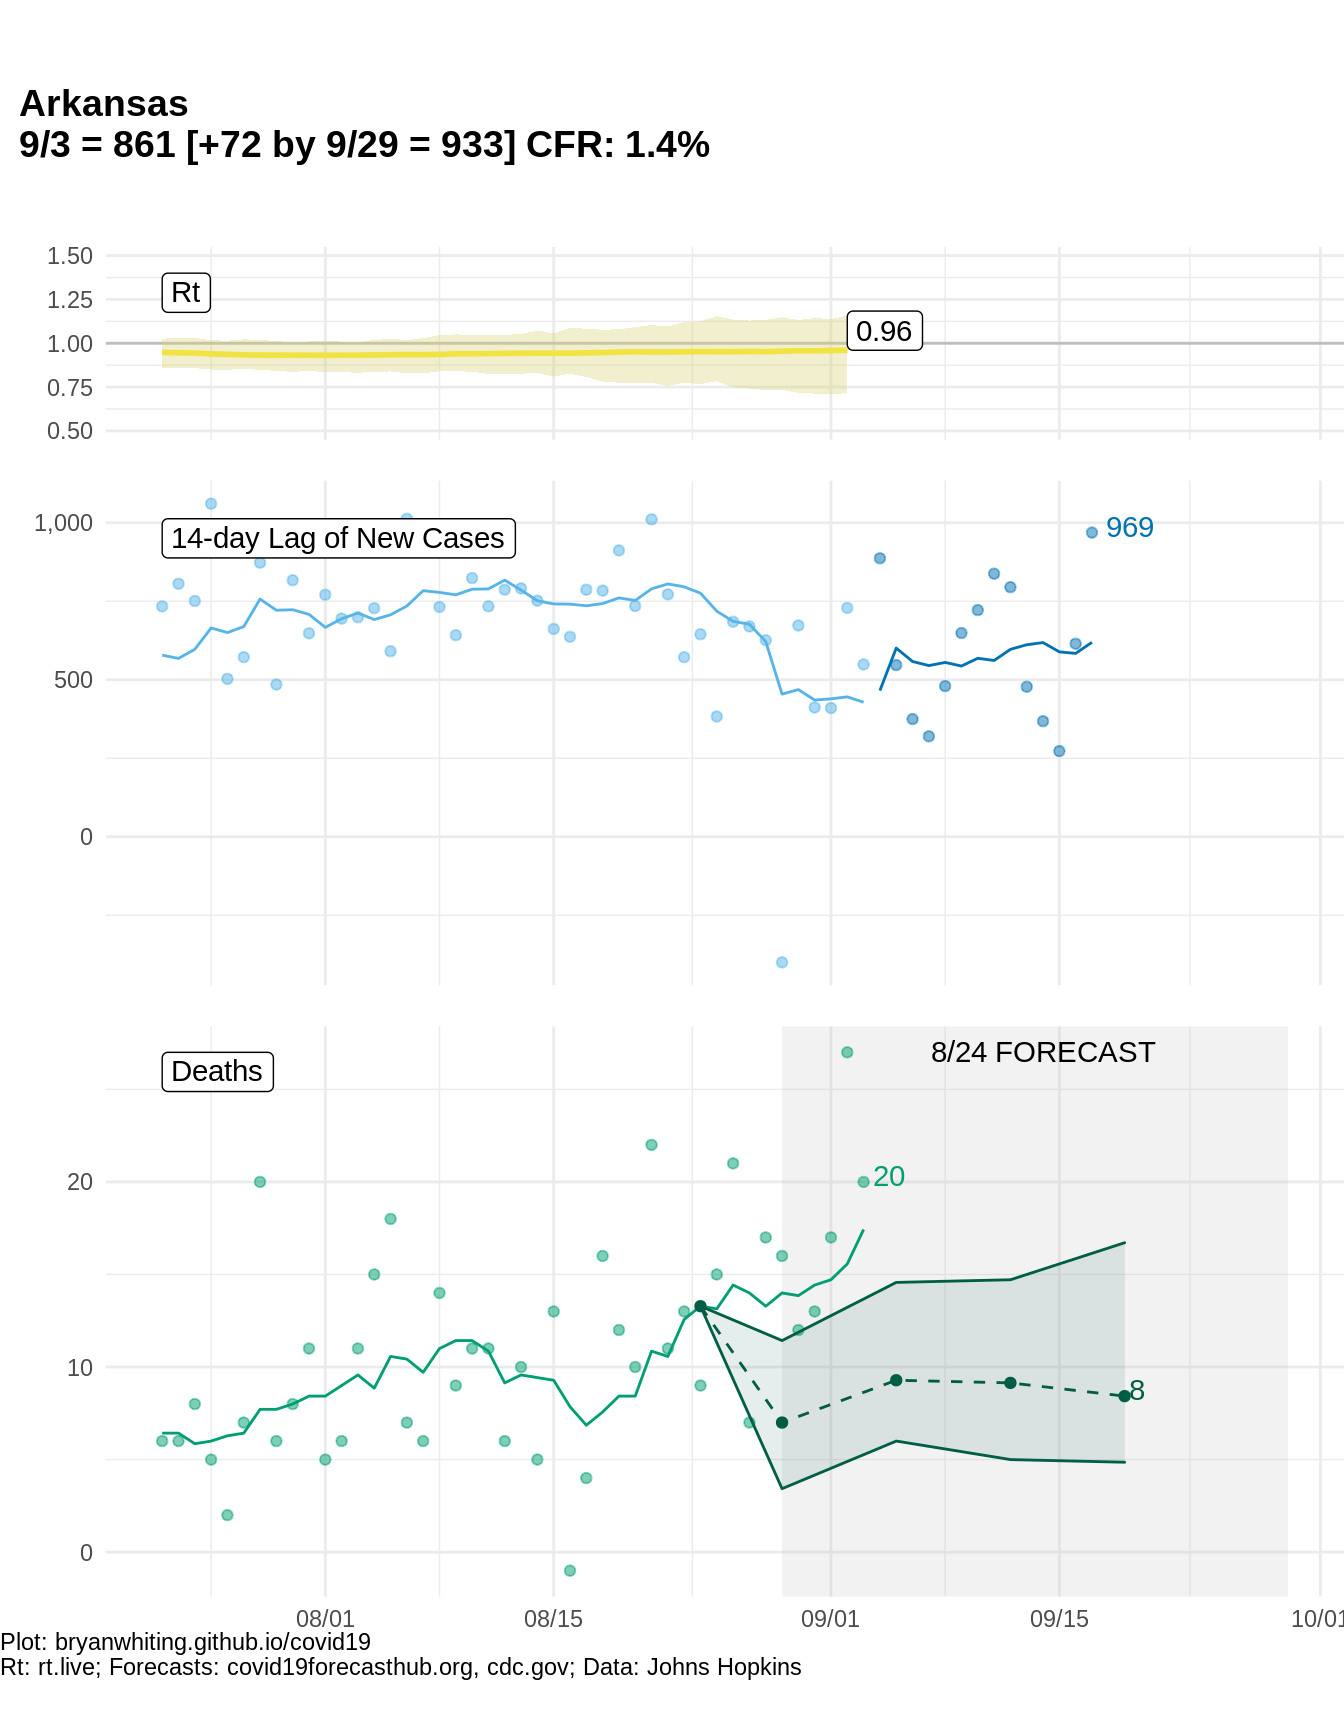 Arkansas
9/3 = 861 [+72 by 9/29 = 933] CFR: 1.4%
1.50
Rt
1.25
0.96
1.00
0.75
0.50
1,000
969
14-day Lag of New Cases
500
0
8/24 FORECAST
Deaths
20
20
10
8
0
08/01
08/15
09/01
09/15
10/01
Plot: bryanwhiting.github.io/covid19
Rt: rt.live; Forecasts: covid19forecasthub.org, cdc.gov; Data: Johns Hopkins